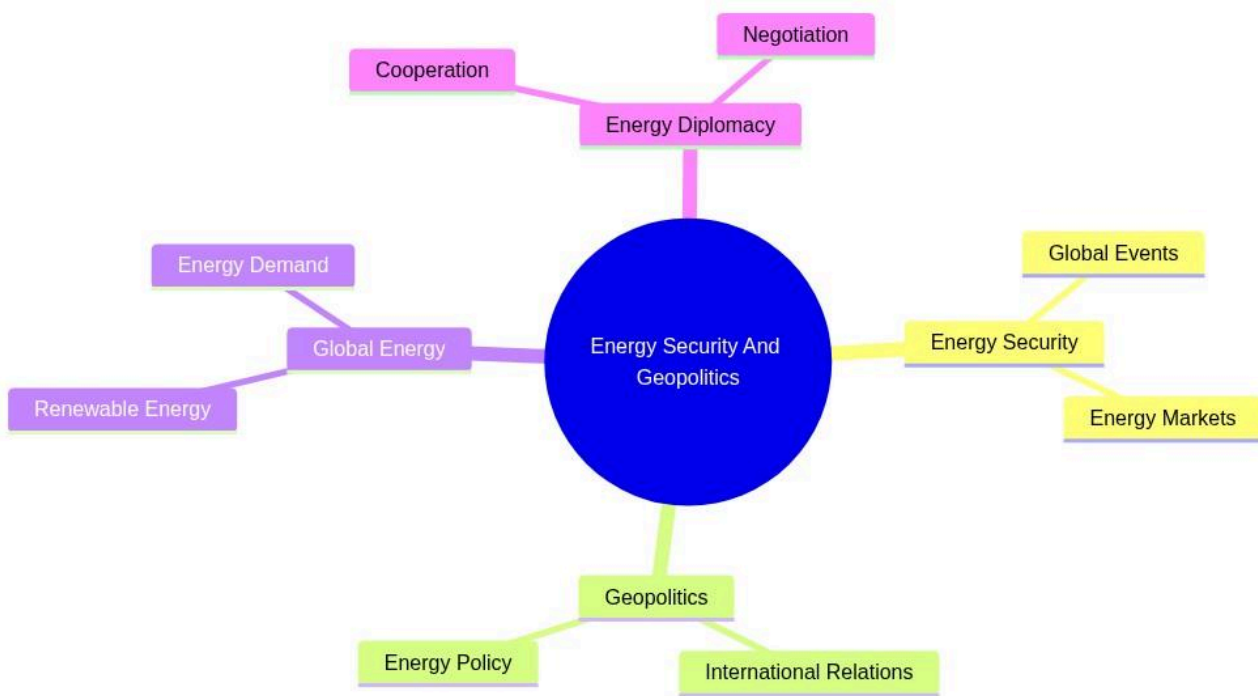 Negotiation
Cooperation
Energy Diplomacy
Global Events
Energy Demand
Energy Security
Global Energy
Energy Security And
Geopolitics
Renewable Energy
Energy Markets
Geopolitics
Energy Policy
International Relations